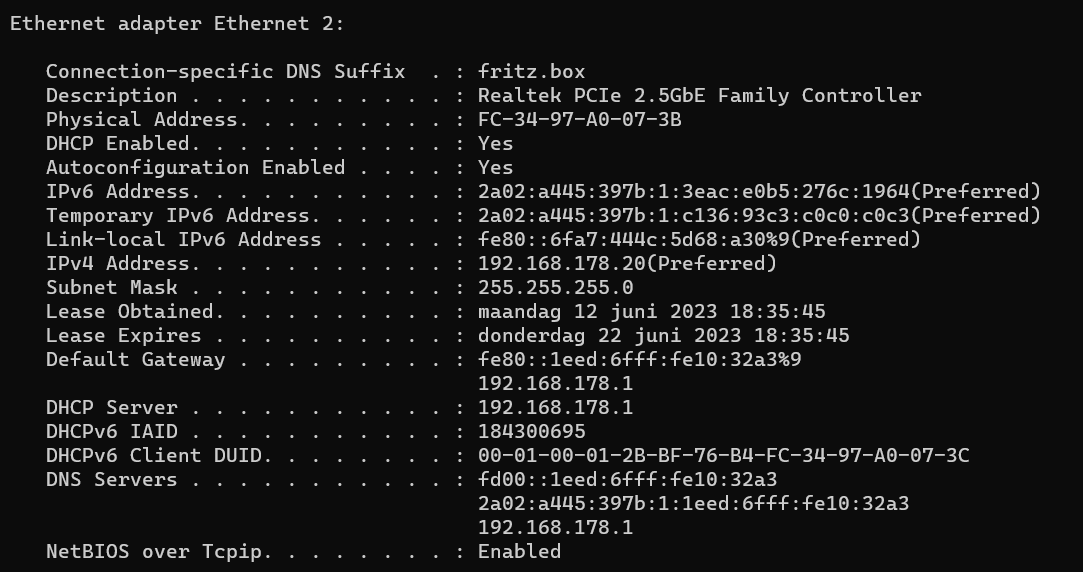 Ethernet adapter Ethernet 2:
Connection-specific DNS Suffix  . : fritz.box
Description . . . . . . . . . . . : Realtek PCIe 2.5GbE Family Controller
Physical Address. . . . . . . . . : FC-34-97-A0-07-3B
DHCP Enabled. . . . . . . . . . . : Yes
Autoconfiguration Enabled . . . . : Yes
IPv6 Address. . . . . . . . . . . : 2a02:a445:397b:1:3eac:e0b5:276c:1964(Preferred)
Temporary IPv6 Address. . . . . . : 2a02:a445:397b:1:c136:93c3:c0c0:c0c3(Preferred)
Link-local IPv6 Address . . . . . : fe80::6fa7:444c:5d68:a30%9(Preferred)
IPv4 Address. . . . . . . . . . . : 192.168.178.20(Preferred)
Subnet Mask . . . . . . . . . . . : 255.255.255.0
Lease Obtained. . . . . . . . . . : maandag 12 juni 2023 18:35:45
Lease Expires . . . . . . . . . . : donderdag 22 juni 2023 18:35:45
Default Gateway . . . . . . . . . : fe80::1eed:6fff:fe10:32a3%9
192.168.178.1
DHCP Server . . . . . . . . . . . : 192.168.178.1
DHCPv6 IAID . . . . . . . . . . . : 184300695
DHCPv6 Client DUID. . . . . . . . : 00-01-00-01-2B-BF-76-B4-FC-34-97-A0-07-3C
DNS Servers . . . . . . . . . . . : fd00::1eed:6fff:fe10:32a3
2a02:a445:397b:1:1eed:6fff:fe10:32a3
192.168.178.1
NetBIOS over Tcpip. . . . . . . . : Enabled